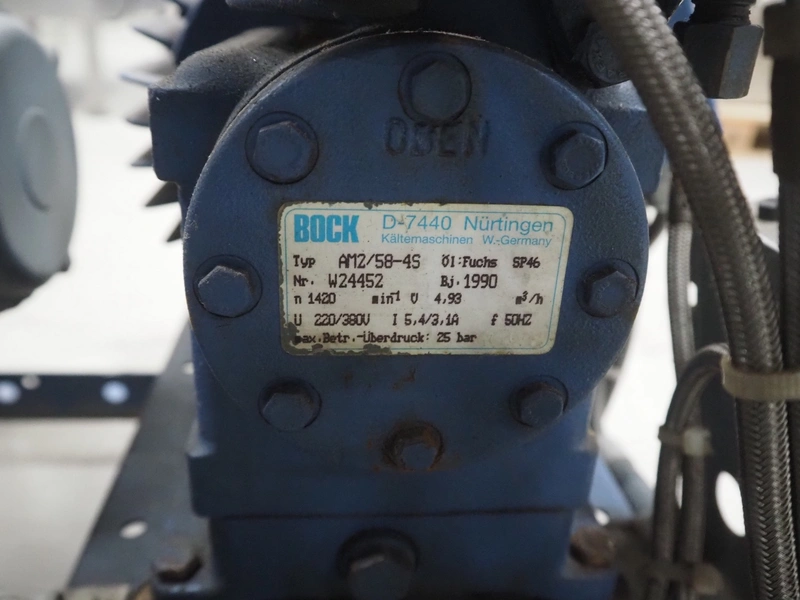 OBEN
BOCK D-7440 Nürtingen
Kältemaschinen W.-Germany
Typ AM2/58-4S Öl:Fuchs SP46
Nr. W24452 Bj.1990
n 1420 min-1 V̇ 4,93 m³/h
U 220/380V I 5,4/3,1A f 50HZ
max.Betr.-Überdruck: 25 bar